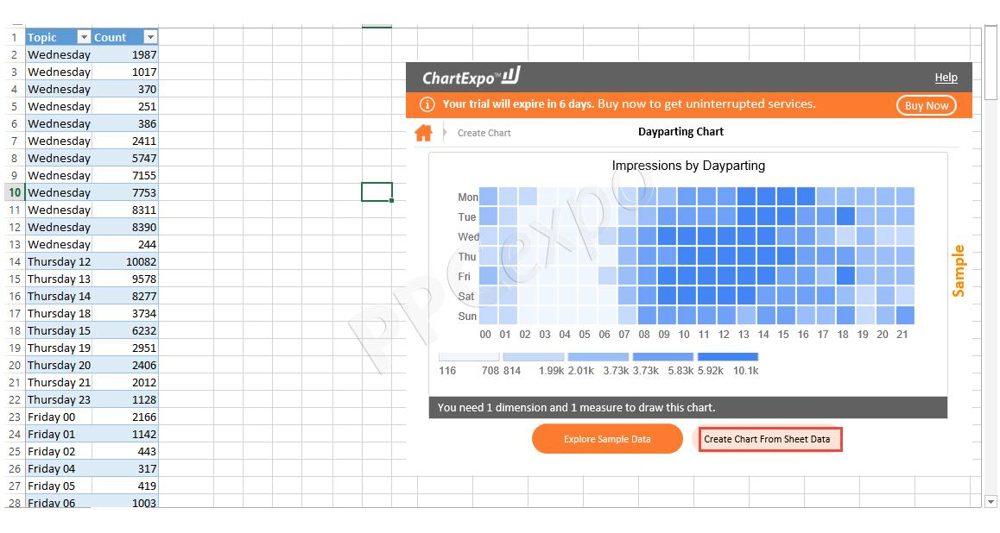 1 Topic Count
2 Wednesday 1987
3 Wednesday 1017
4 Wednesday 370
5 Wednesday 251
6 Wednesday 386
7 Wednesday 2411
8 Wednesday 5747
9 Wednesday 7155
10 Wednesday 7753
11 Wednesday 8311
12 Wednesday 8390
13 Wednesday 244
14 Thursday 12 10082
15 Thursday 13 9578
16 Thursday 14 8277
17 Thursday 18 3734
18 Thursday 15 6232
19 Thursday 19 2951
20 Thursday 20 2406
21 Thursday 21 2012
22 Thursday 23 1128
23 Friday 00 2166
24 Friday 01 1142
25 Friday 02 443
26 Friday 04 317
27 Friday 05 419
28 Friday 06 1003
ChartExpo™ Help
Your trial will expire in 6 days. Buy now to get uninterrupted services. Buy Now
Create Chart Dayparting Chart
Impressions by Dayparting
Mon
Tue
Wed
Thu
Fri
Sat
Sun
00 01 02 03 04 05 06 07 08 09 10 11 12 13 14 15 16 17 18 19 20 21
116 708 814 1.99k 2.01k 3.73k 3.73k 5.83k 5.92k 10.1k
Sample
PPCexpo
You need 1 dimension and 1 measure to draw this chart.
Explore Sample Data Create Chart From Sheet Data